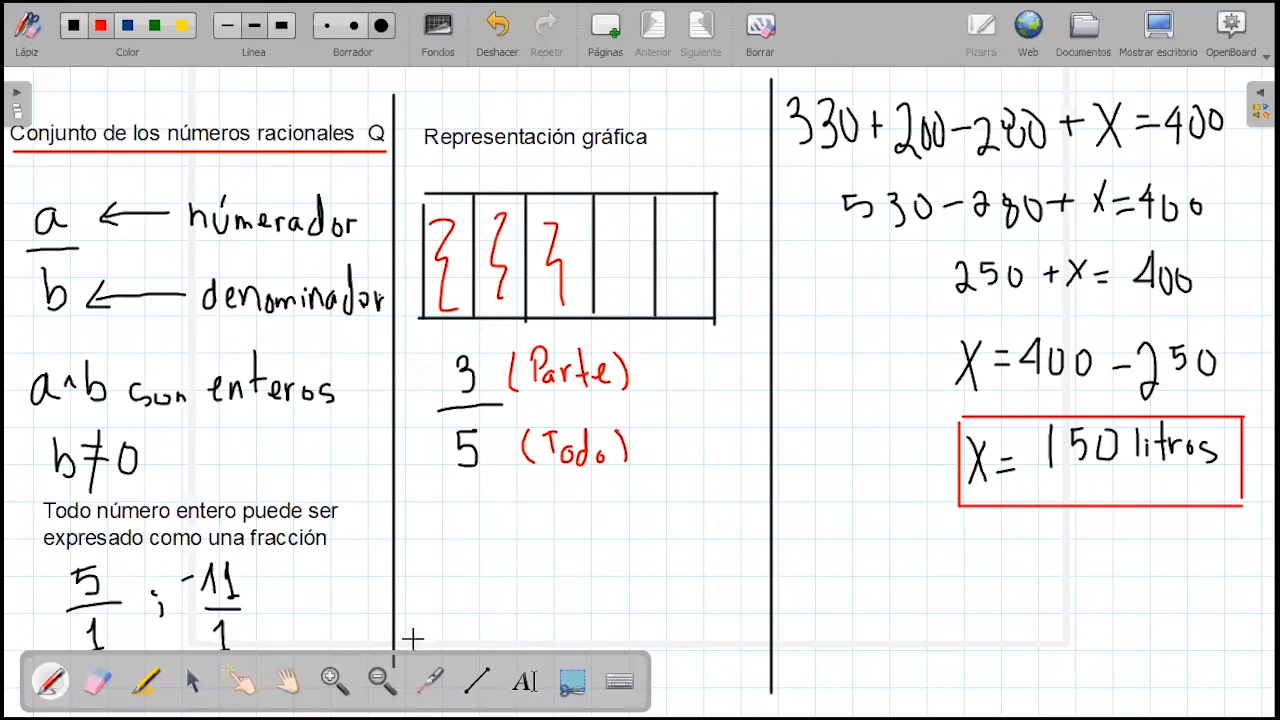 Lápiz
Color
Línea
Borrador
Fondos
Deshacer
Repetir
Páginas
Anterior
Siguiente
Borrar
Pizarra
Web
Documentos
Mostrar escritorio
OpenBoard
Conjunto de los números racionales Q
a ← númerador
b ← denominador
a ^ b son enteros
b ≠ 0
Todo número entero puede ser
expresado como una fracción
5/1 ; -11/1
Representación gráfica
3 (Parte)
5 (Todo)
330 + 200 - 280 + X = 400
530 - 280 + X = 400
250 + X = 400
X = 400 - 250
X = 150 litros